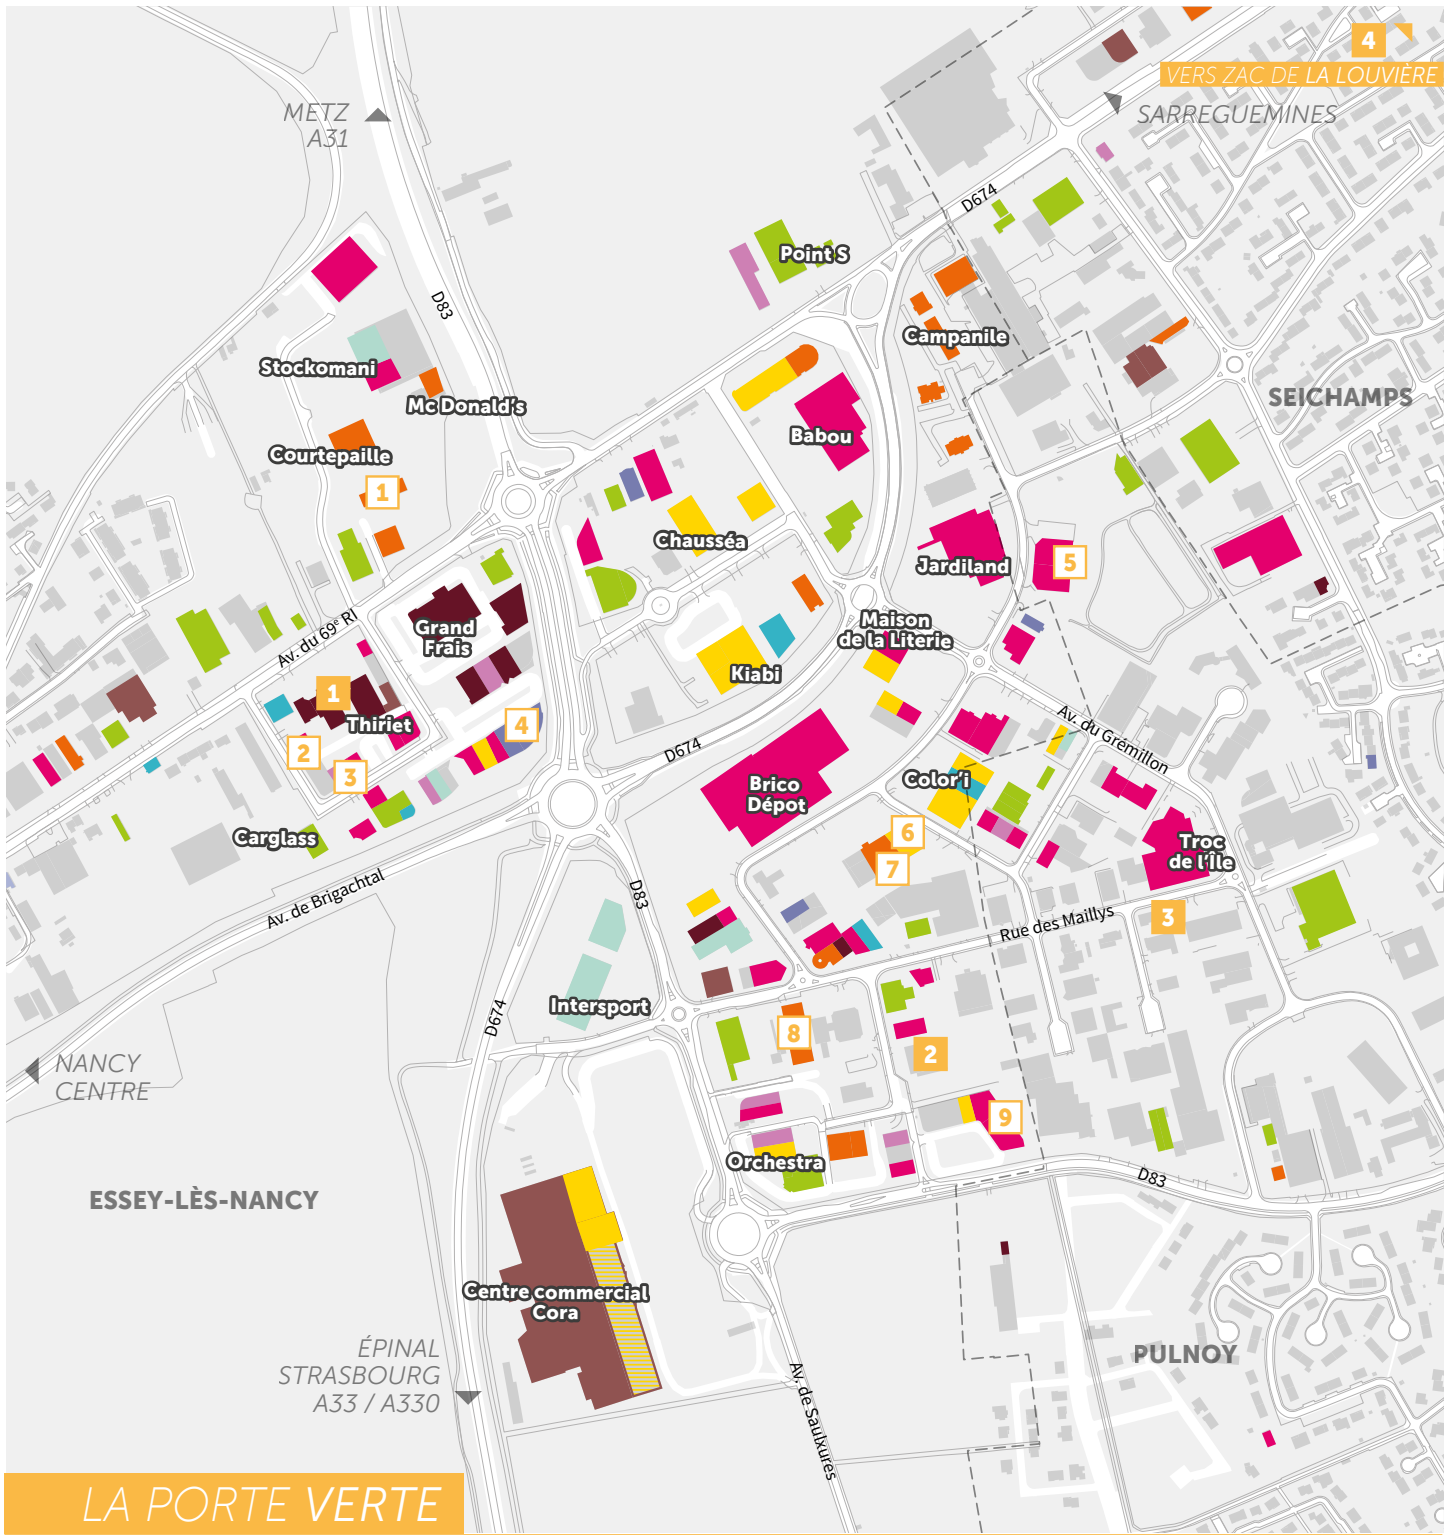 4
VERS ZAC DE LA LOUVIÈRE
METZ
A31
SARREGUEMINES
D674
Point S
D83
Campanile
Stockomani
Mc Donald's
SEICHAMPS
Babou
Courtepaille
1
Chausséa
Jardiland
5
Grand
Frais
Av. du 69e RI
Maison
de la Literie
Kiabi
1
Thiriet
4
2
3
D674
Av. du Grémillon
Brico
Dépot
Color'i
Carglass
6
7
Troc
de l'Île
Av. de Brigachtal
D83
3
Rue des Maillys
Intersport
D674
8
2
NANCY
CENTRE
9
Orchestra
D83
ESSEY-LÈS-NANCY
Centre commercial
Cora
ÉPINAL
STRASBOURG
A33 / A330
PULNOY
Av. de Saulxures
LA PORTE VERTE